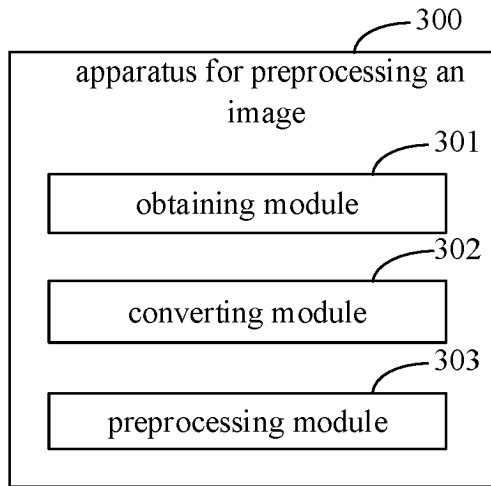 300
apparatus for preprocessing an
image
301
obtaining module
302
converting module
303
preprocessing module